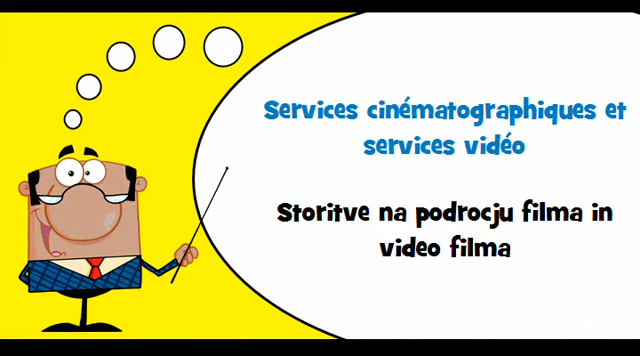 Services cinématographiques et
services vidéo
Storitve na podrocju filma in
video filma